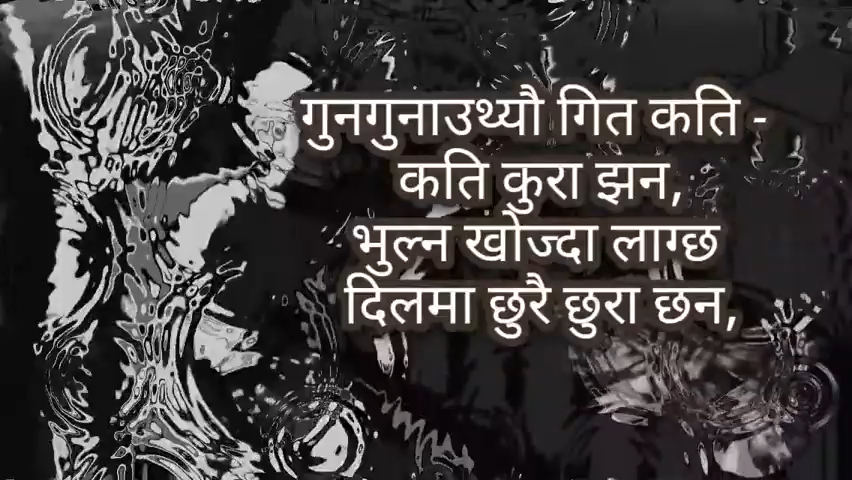 गुनगुनाउथ्यौ गित कति -
कति कुरा झन,
भुल्न खोज्दा लाग्छ
दिलमा छुरै छुरा छन,